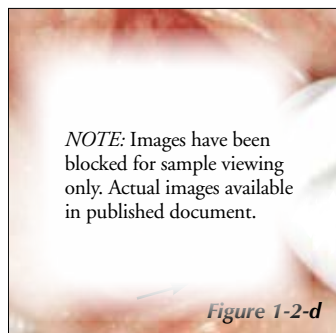 NOTE: Images have been
blocked for sample viewing
only. Actual images available
in published document.
Figure 1-2-d